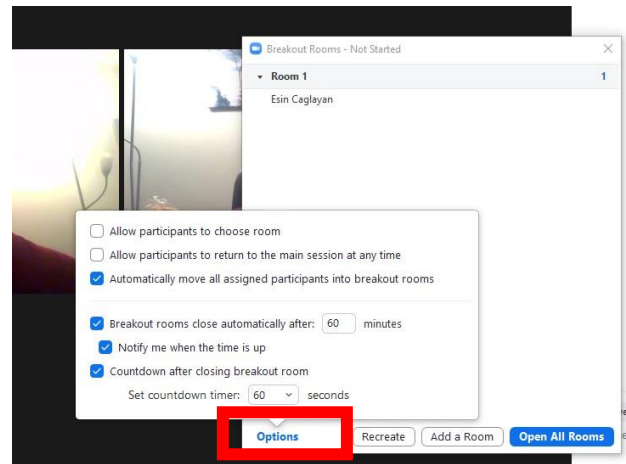 Breakout Rooms - Not Started
Room 1 1
Esin Caglayan
Allow participants to choose room
Allow participants to return to the main session at any time
Automatically move all assigned participants into breakout rooms
Breakout rooms close automatically after: 60 minutes
Notify me when the time is up
Countdown after closing breakout room
Set countdown timer: 60 seconds
Options Recreate Add a Room Open All Rooms